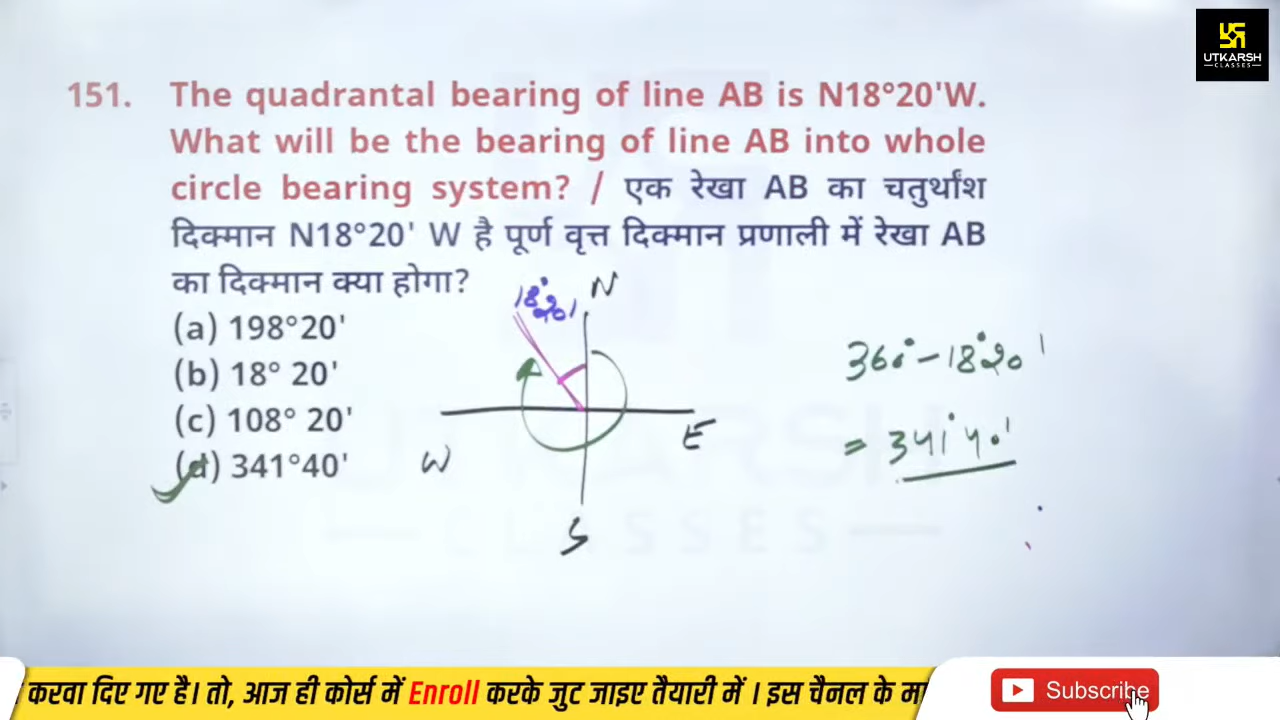 UTKARSH
CLASSES
151. The quadrantal bearing of line AB is N18°20'W.
What will be the bearing of line AB into whole
circle bearing system? / एक रेखा AB का चतुर्थांश
दिक्मान N18°20' W है पूर्ण वृत्त दिक्मान प्रणाली में रेखा AB
का दिक्मान क्या होगा?
(a) 198°20'
(b) 18° 20'
(c) 108° 20'
(d) 341°40'
18°20'
N
W
E
S
360°-18°20'
= 341°40'
CLASSES
करवा दिए गए है। तो, आज ही कोर्स में Enroll करके जुट जाइए तैयारी में । इस चैनल के
Subscribe